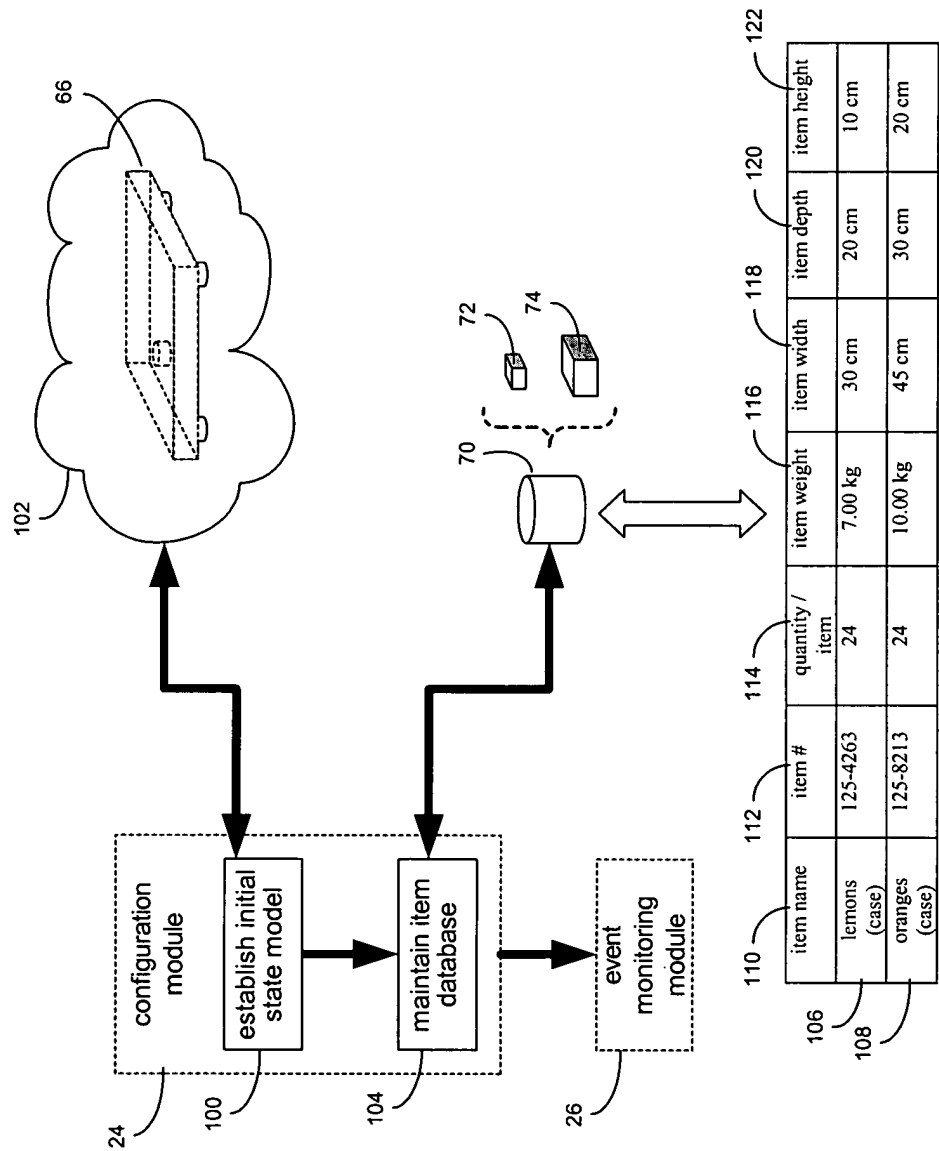 102
66
configuration
module
24
establish initial
state model
100
maintain item
database
104
70
72
74
event
monitoring
module
26
110
112
114
116
118
120
122
item name
item #
quantity /
item
item weight
item width
item depth
item height
106
lemons
(case)
125-4263
24
7.00 kg
30 cm
20 cm
10 cm
108
oranges
(case)
125-8213
24
10.00 kg
45 cm
30 cm
20 cm